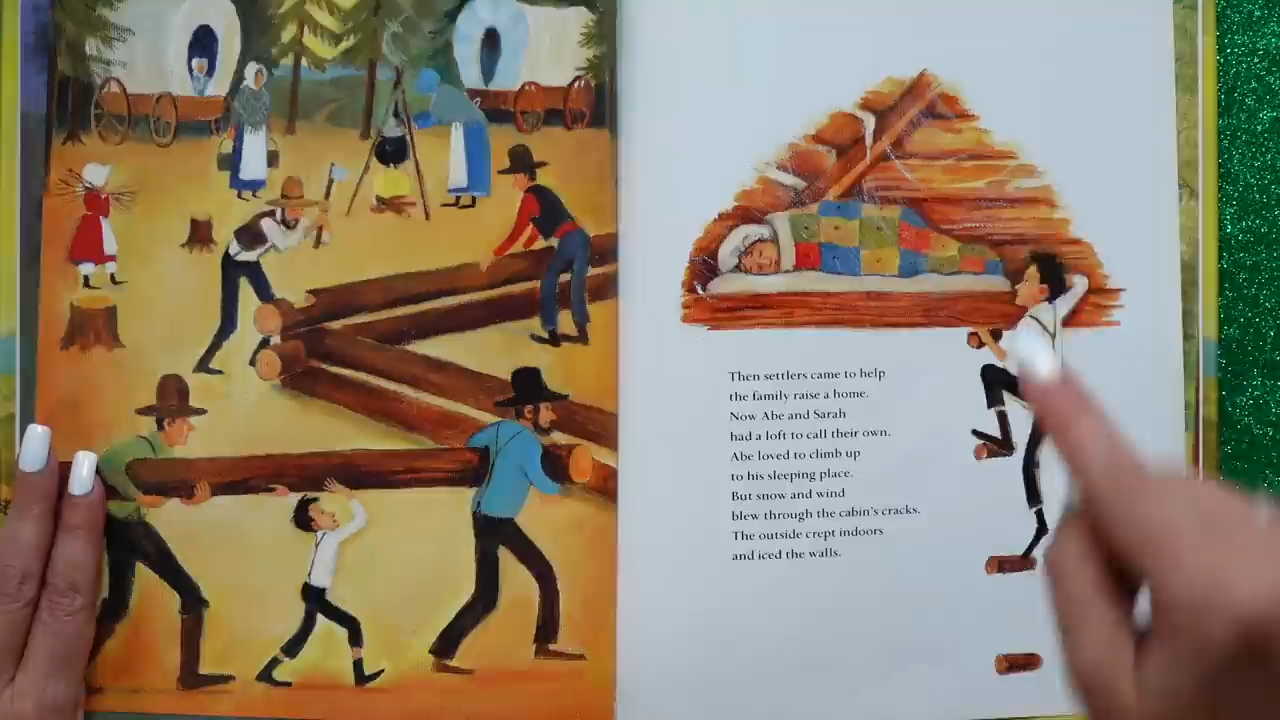 Then settlers came to help
the family raise a home.
Now Abe and Sarah
had a loft to call their own.
Abe loved to climb up
to his sleeping place.
But snow and wind
blew through the cabin's cracks.
The outside crept indoors
and iced the walls.